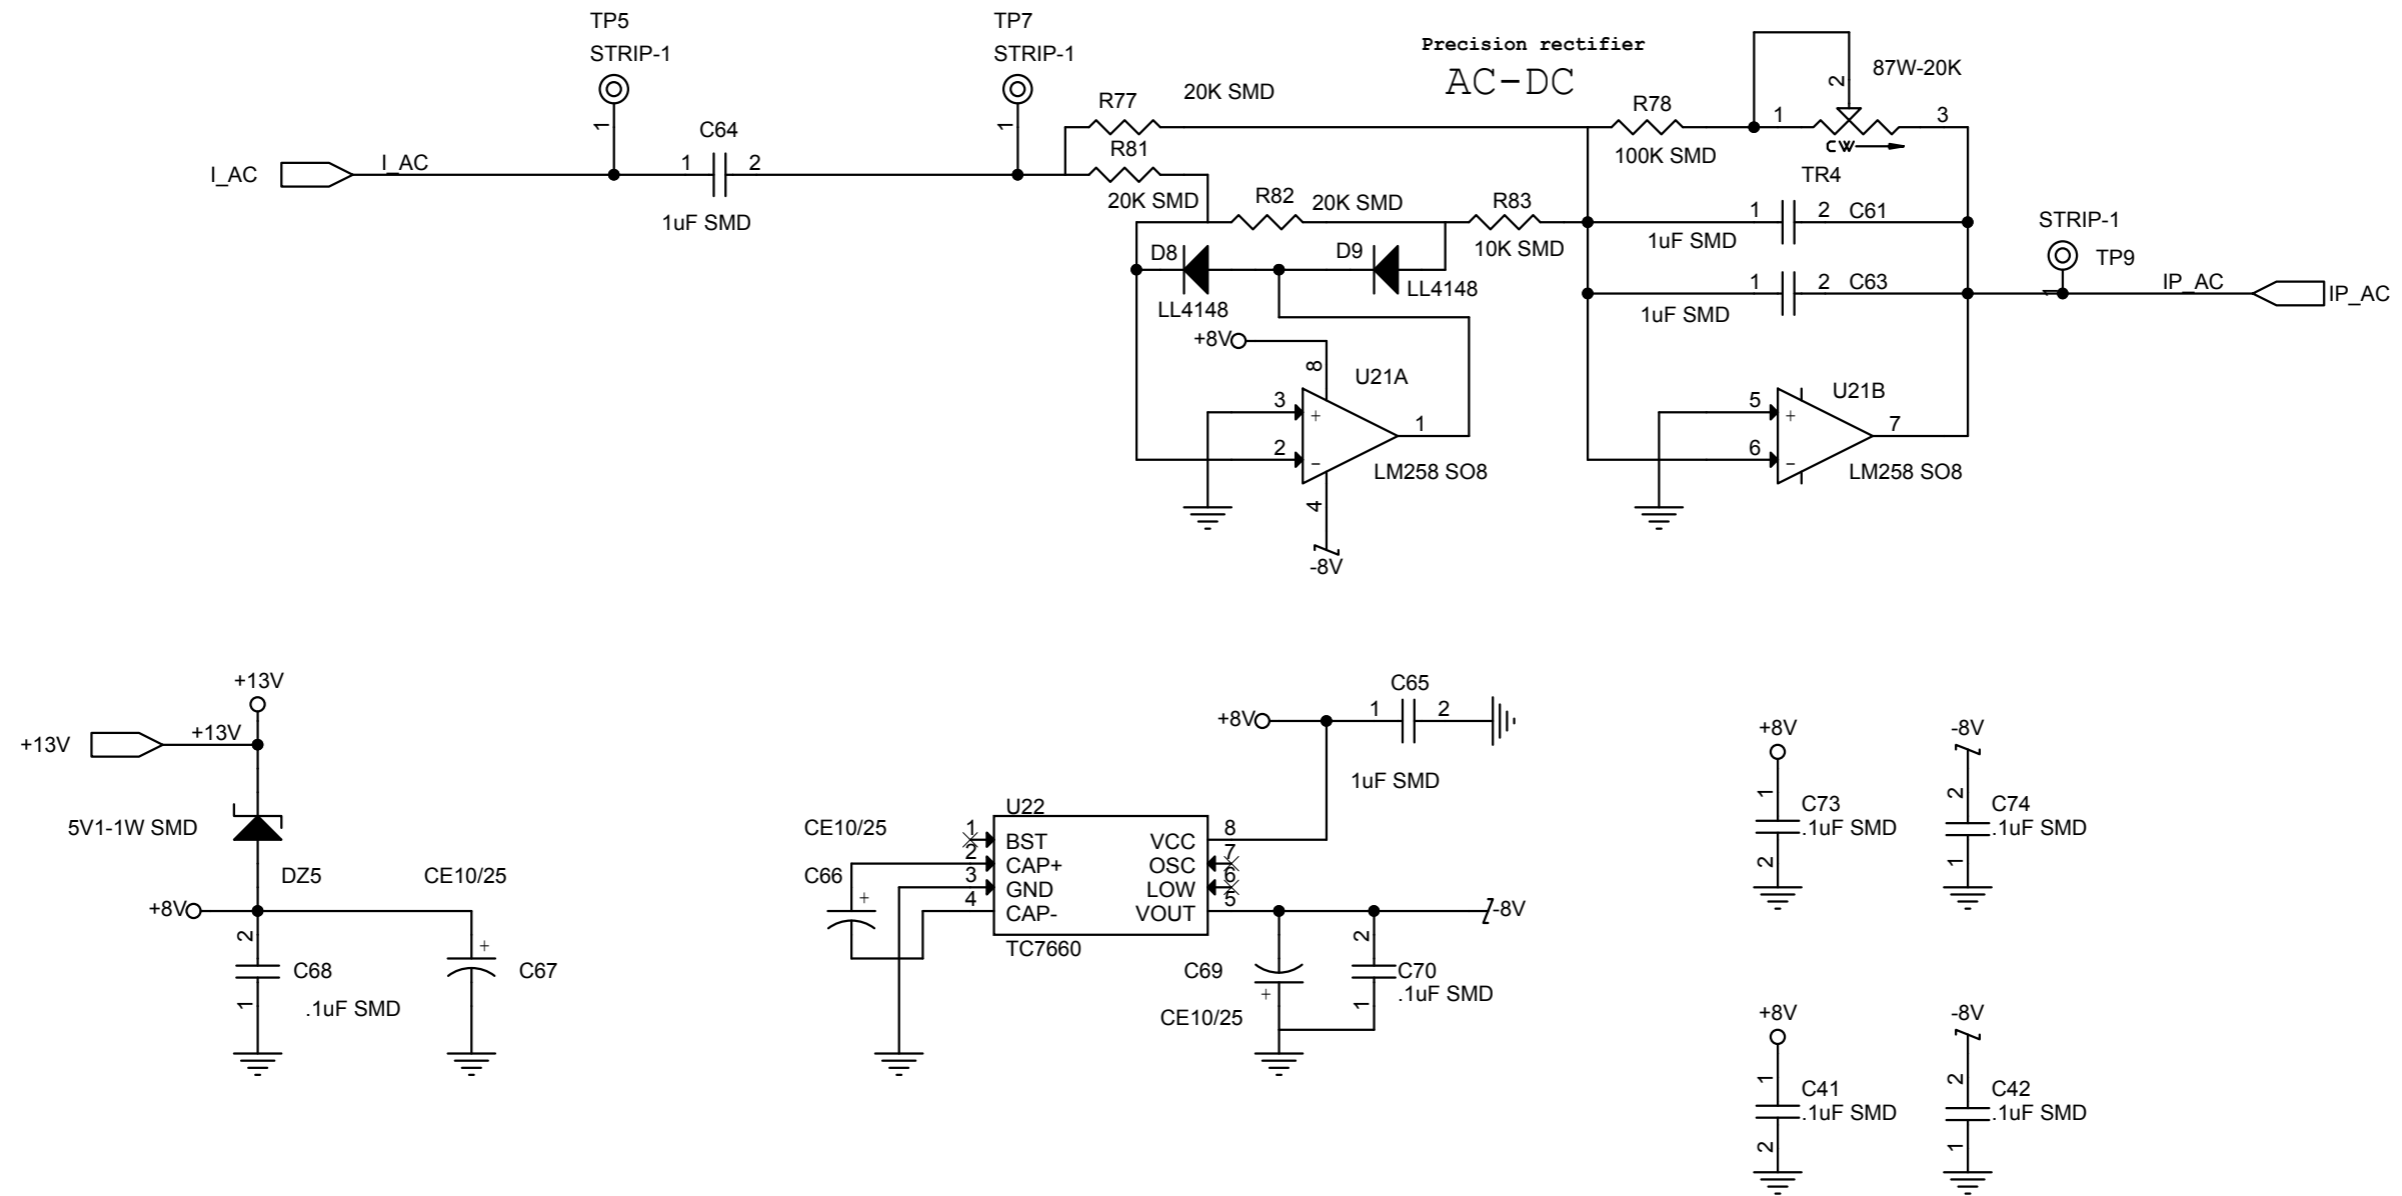 TP5
STRIP-1
1
TP7
STRIP-1
1
Precision rectifier
AC-DC
87W-20K
2
R77
20K SMD
R78
1
3
100K SMD
CW
TR4
I_AC
I_AC
C64
1
2
1uF SMD
R81
20K SMD
R82
20K SMD
R83
10K SMD
1
2
C61
1uF SMD
STRIP-1
TP9
1
D8
LL4148
D9
LL4148
1
2
C63
1uF SMD
IP_AC
IP_AC
+8V
8
U21A
3
+
2
-
1
LM258 SO8
4
-8V
U21B
5
+
6
-
7
LM258 SO8
+13V
+13V
+13V
5V1-1W SMD
DZ5
CE10/25
+8V
2
C68
1
.1uF SMD
+
C67
+8V
C65
1
2
1uF SMD
CE10/25
C66
+
U22
1
BST
2
CAP+
3
GND
4
CAP-
VCC
8
OSC
7
LOW
6
VOUT
5
TC7660
-8V
C69
+
CE10/25
2
C70
.1uF SMD
1
+8V
1
C73
.1uF SMD
2
-8V
2
C74
.1uF SMD
1
+8V
1
C41
.1uF SMD
2
-8V
2
C42
.1uF SMD
1